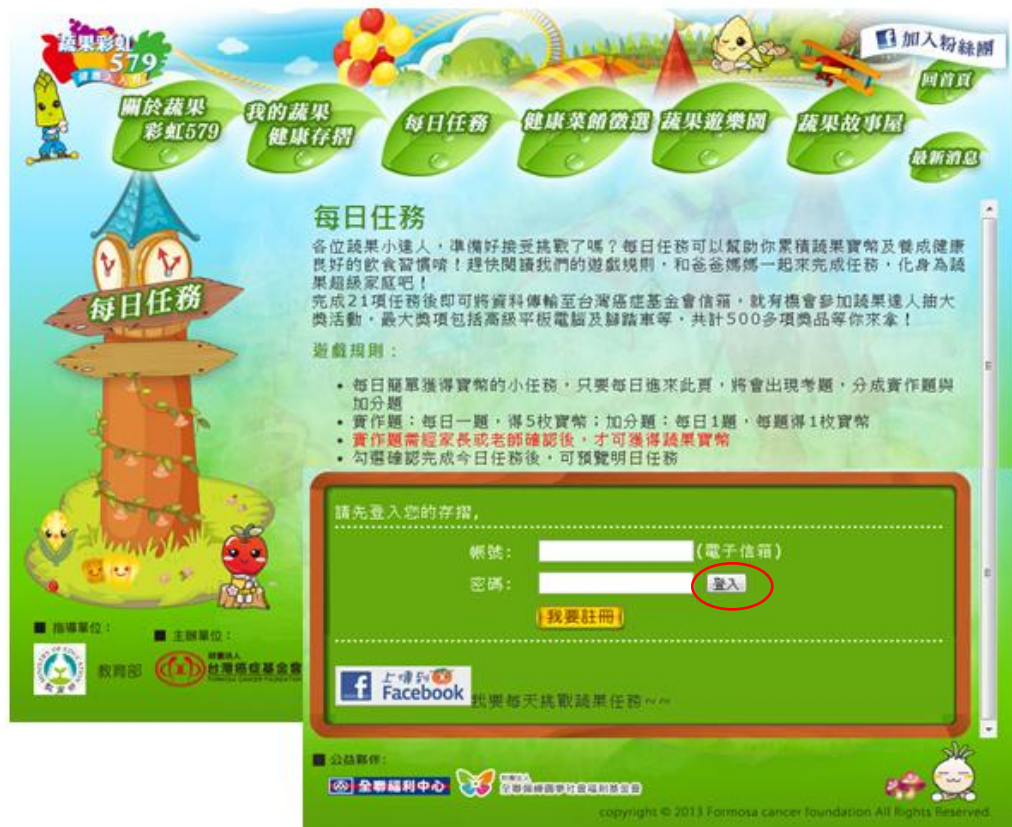 蔬果彩虹
579
加入粉絲團
回首頁
關於蔬果
彩虹579
我的蔬果
健康存摺
每日任務
健康菜餚徵選
蔬果遊樂園
蔬果故事屋
最新消息
每日任務
每日任務
各位蔬果小達人，準備好接受挑戰了嗎？每日任務可以幫助你累積蔬果寶幣及養成健康
良好的飲食習慣唷！趕快閱讀我們的遊戲規則，和爸爸媽媽一起來完成任務，化身為蔬
果超級家庭吧！
完成21項任務後即可將資料傳輸至台灣癌症基金會信箱，就有機會參加蔬果達人抽大
獎活動，最大獎項包括高級平板電腦及腳踏車等，共計500多項獎品等你來拿！
遊戲規則：
• 每日簡單獲得寶幣的小任務，只要每日進來此頁，將會出現考題，分成實作題與
加分題
• 實作題：每日一題，得5枚寶幣；加分題：每日1題，每題得1枚寶幣
• 實作題需經家長或老師確認後，才可獲得蔬果寶幣
• 勾選確認完成今日任務後，可預覽明日任務
請先登入您的存摺，
帳號：
(電子信箱)
密碼：
登入
我要註冊
上傳到
Facebook
我要每天挑戰蔬果任務~~
■ 指導單位：
■ 主辦單位：
教育部
財團法人
台灣癌症基金會
FORMOSA CANCER FOUNDATION
■ 公益夥伴：
全聯福利中心
財團法人
copyright © 2013 Formosa cancer foundation All Rights Reserved.